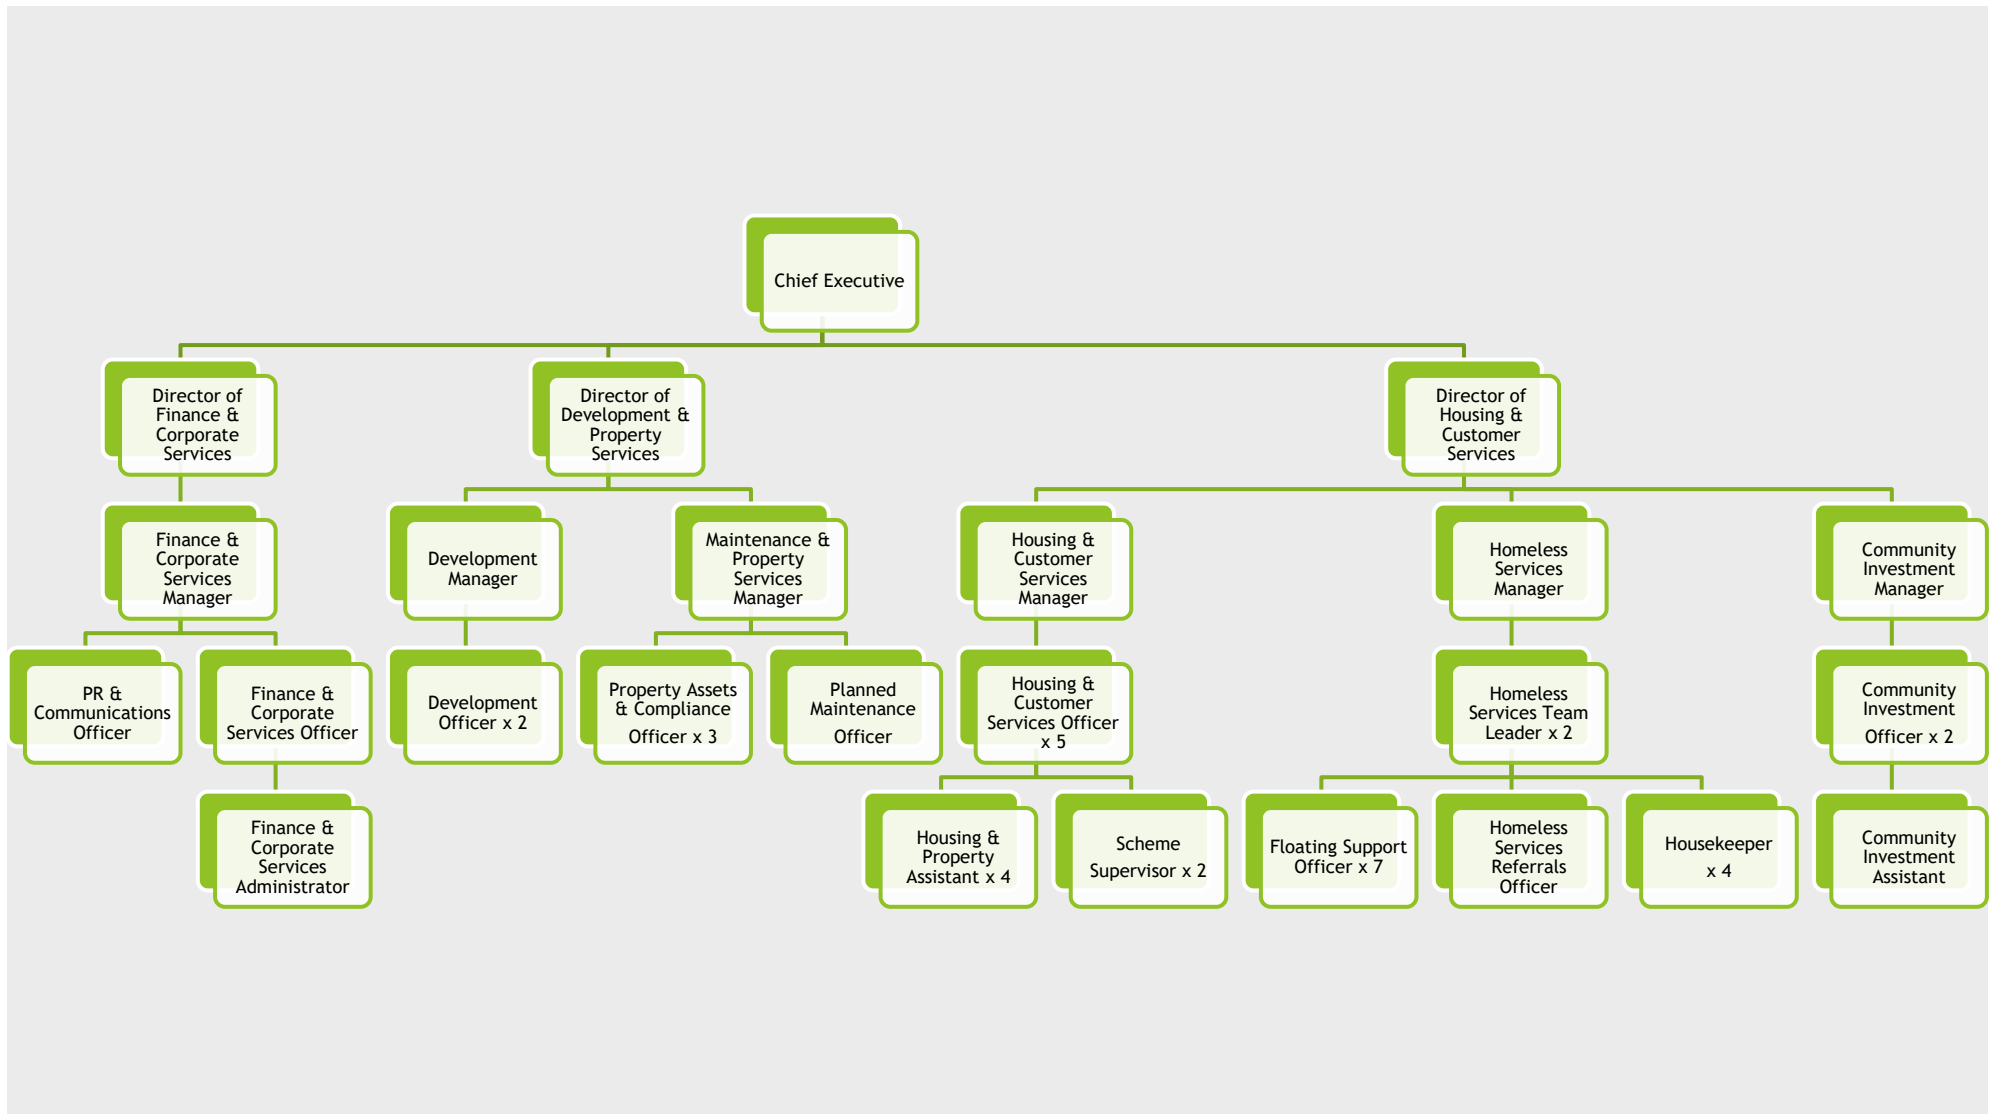 Chief Executive
Director of
Finance &
Corporate
Services
Director of
Development &
Property
Services
Director of
Housing &
Customer
Services
Finance &
Corporate
Services
Manager
Development
Manager
Maintenance &
Property
Services
Manager
Housing &
Customer
Services
Manager
Homeless
Services
Manager
Community
Investment
Manager
PR &
Communications
Officer
Finance &
Corporate
Services Officer
Development
Officer x 2
Property Assets
& Compliance
Officer x 3
Planned
Maintenance
Officer
Housing &
Customer
Services Officer
x 5
Homeless
Services Team
Leader x 2
Community
Investment
Officer x 2
Finance &
Corporate
Services
Administrator
Housing &
Property
Assistant x 4
Scheme
Supervisor x 2
Floating Support
Officer x 7
Homeless
Services
Referrals
Officer
Housekeeper
x 4
Community
Investment
Assistant